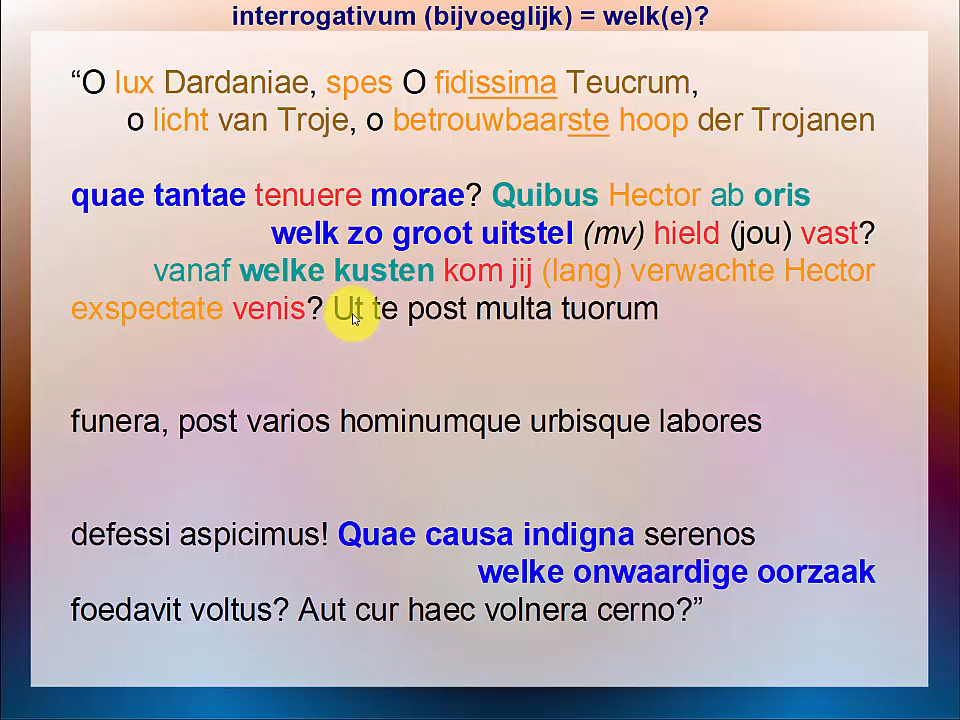 interrogativum (bijvoeglijk) = welk(e)?
“O lux Dardaniae, spes O fidissima Teucrum,
o licht van Troje, o betrouwbaarste hoop der Trojanen
quae tantae tenuere morae? Quibus Hector ab oris
welk zo groot uitstel (mv) hield (jou) vast?
vanaf welke kusten kom jij (lang) verwachte Hector
exspectate venis? Ut te post multa tuorum
funera, post varios hominumque urbisque labores
defessi aspicimus! Quae causa indigna serenos
welke onwaardige oorzaak
foedavit voltus? Aut cur haec volnera cerno?”